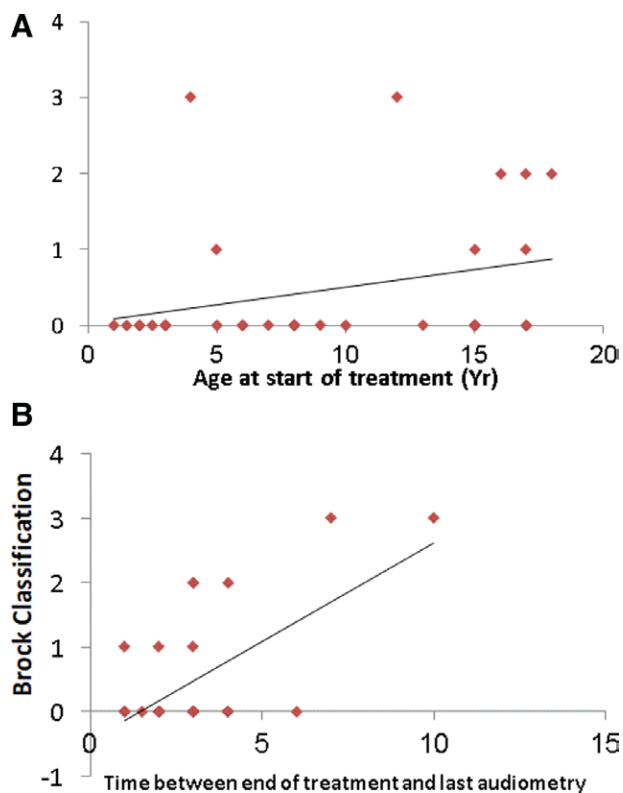 A
4
3
2
1
0
0 5 10 15 20
Age at start of treatment (Yr)
B
4
3
2
1
0
-1
0 5 10 15
Brock Classification
Time between end of treatment and last audiometry